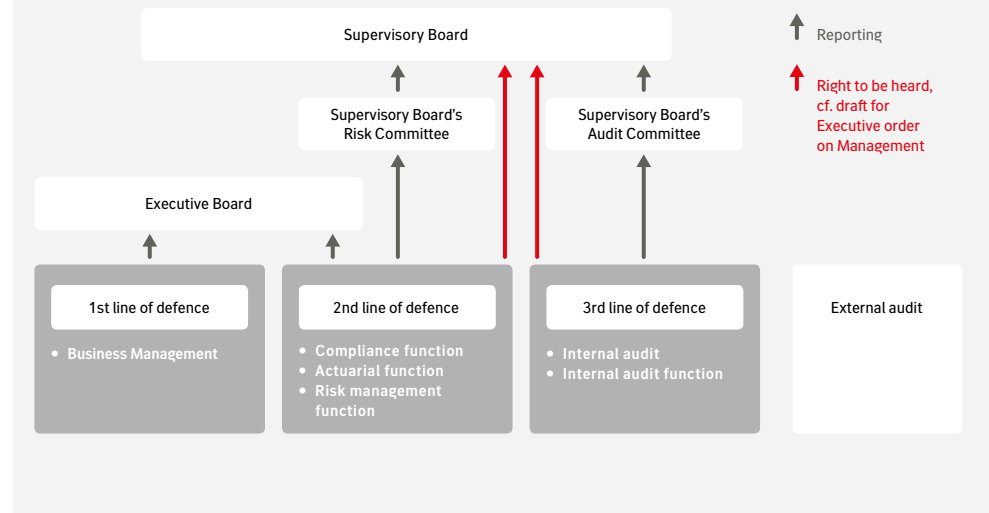 Supervisory Board
Reporting
Right to be heard,
cf. draft for
Executive order
on Management
Supervisory Board's
Risk Committee
Supervisory Board's
Audit Committee
Executive Board
1st line of defence
• Business Management
2nd line of defence
• Compliance function
• Actuarial function
• Risk management
function
3rd line of defence
• Internal audit
• Internal audit function
External audit